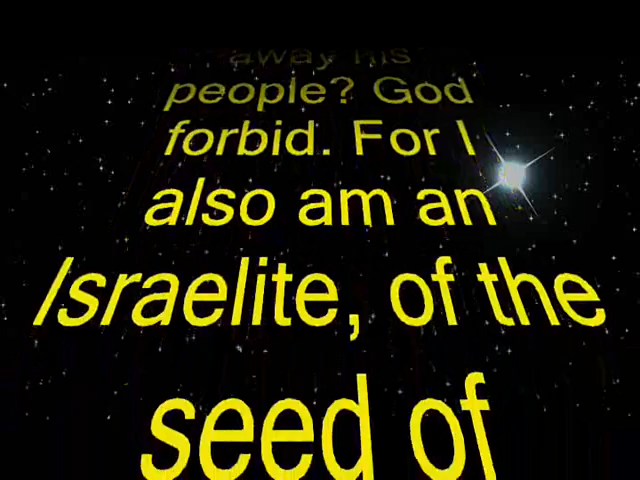 away his
people? God
forbid. For I
also am an
Israelite, of the
seed of